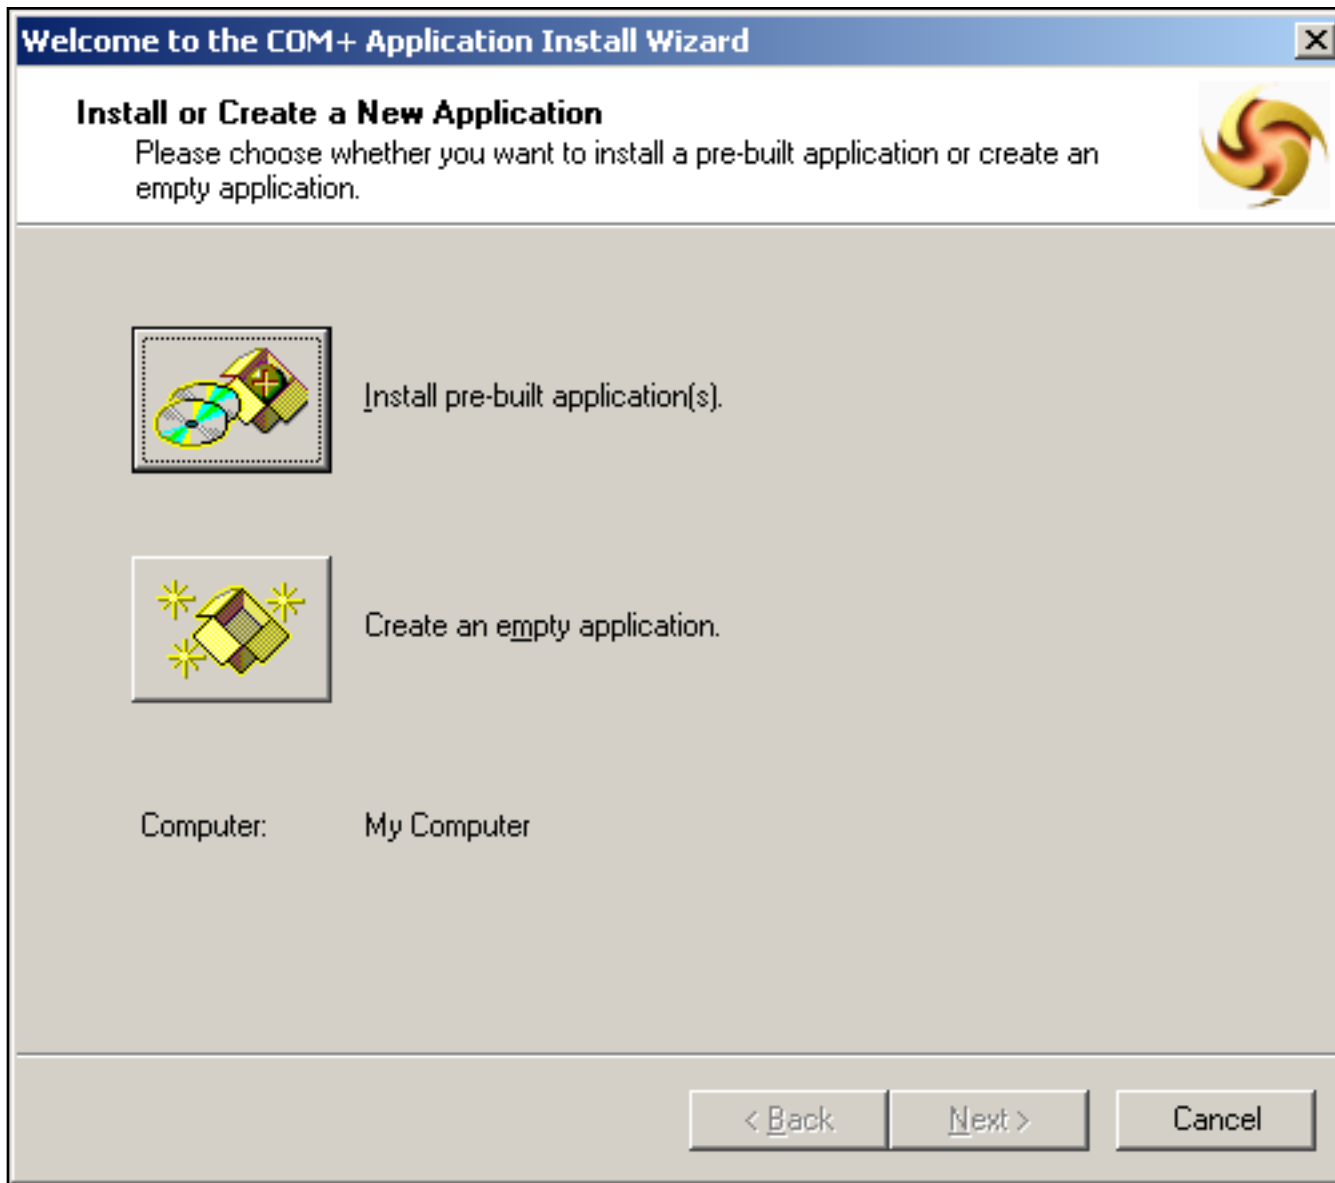 Welcome to the COM+ Application Install Wizard
Install or Create a New Application
Please choose whether you want to install a pre-built application or create an
empty application.
Install pre-built application(s).
Create an empty application.
Computer: My Computer
< Back Next > Cancel